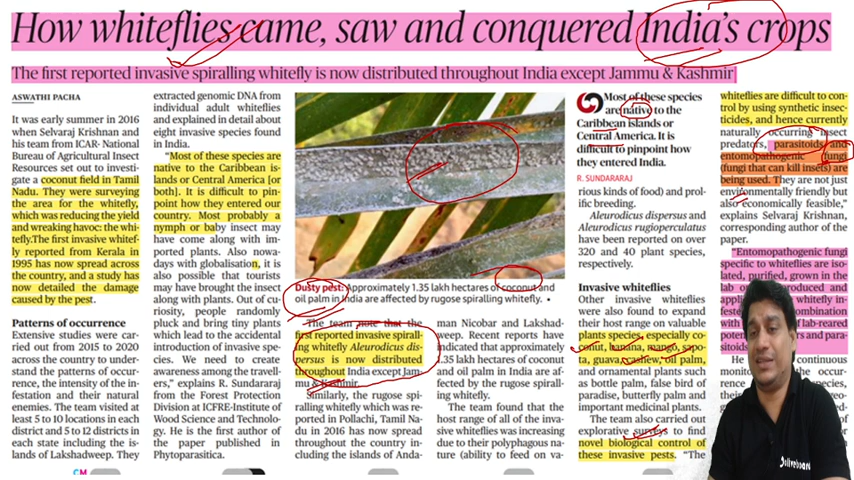 How whiteflies came, saw and conquered India's crops
The first reported invasive spiralling whitefly is now distributed throughout India except Jammu & Kashmir
ASWATHI PACHA
It was early summer in 2016
when Selvaraj Krishnan and
his team from ICAR- National
Bureau of Agricultural Insect
Resources set out to investi-
gate a coconut field in Tamil
Nadu. They were surveying
the area for the whitefly,
which was reducing the yield
and wreaking havoc: the whi-
tefly.The first invasive whitef-
ly reported from Kerala in
1995 has now spread across
the country, and a study has
now detailed the damage
caused by the pest.
Patterns of occurrence
Extensive studies were car-
ried out from 2015 to 2020
across the country to under-
stand the patterns of occur-
rence, the intensity of the in-
festation and their natural
enemies. The team visited at
least 5 to 10 locations in each
district and 5 to 12 districts in
each state including the is-
lands of Lakshadweep. They
extracted genomic DNA from
individual adult whiteflies
and explained in detail about
eight invasive species found
in India.
"Most of these species are
native to the Caribbean is-
lands or Central America [or
both]. It is difficult to pin-
point how they entered our
country. Most probably a
nymph or baby insect may
have come along with im-
ported plants. Also nowa-
days with globalisation, it is
also possible that tourists
may have brought the insect
along with plants. Out of cu-
riosity, people randomly
pluck and bring tiny plants
which lead to the accidental
introduction of invasive spe-
cies. We need to create
awareness among the travell-
ers," explains R. Sundararaj
from the Forest Protection
Division at ICFRE-Institute of
Wood Science and Technolo-
gy. He is the first author of
the paper published in
Phytoparasitica.
Dusty pest: Approximately 1.35 lakh hectares of coconut and
oil palm in India are affected by rugose spiralling whitefly. •
The team note that the
first reported invasive spirall-
ing whitefly Aleurodicus dis-
persus is now distributed
throughout India except Jam-
mu & Kashmir.
Similarly, the rugose spi-
ralling whitefly which was re-
ported in Pollachi, Tamil Na-
du in 2016 has now spread
throughout the country in-
cluding the islands of Anda-
man Nicobar and Lakshad-
weep. Recent reports have
indicated that approximately
1.35 lakh hectares of coconut
and oil palm in India are af-
fected by the rugose spirall-
ing whitefly.
The team found that the
host range of all of the inva-
sive whiteflies was increasing
due to their polyphagous na-
ture (ability to feed on va-
Most of these species
are native to the
Caribbean islands or
Central America. It is
difficult to pinpoint how
they entered India.
R. SUNDARARAJ
rious kinds of food) and pro-
lific breeding.
Aleurodicus dispersus and
Aleurodicus rugioperculatus
have been reported on over
320 and 40 plant species,
respectively.
Invasive whiteflies
Other invasive whiteflies
were also found to expand
their host range on valuable
plants species, especially co-
conut, banana, mango, sapo-
ta, guava, cashew, oil palm,
and ornamental plants such
as bottle palm, false bird of
paradise, butterfly palm and
important medicinal plants.
The team also carried out
explorative surveys to find
novel biological control of
these invasive pests. "The
whiteflies are difficult to con-
trol by using synthetic insec-
ticides, and hence currently
naturally occurring insect
predators, parasitoids and
entomopathogenic fungi
(fungi that can kill insets) are
being used. They are not just
environmentally friendly but
also economically feasible,"
explains Selvaraj Krishnan,
corresponding author of the
paper.
"Entomopathogenic fungi
specific to whiteflies are iso-
lated, purified, grown in the
CM